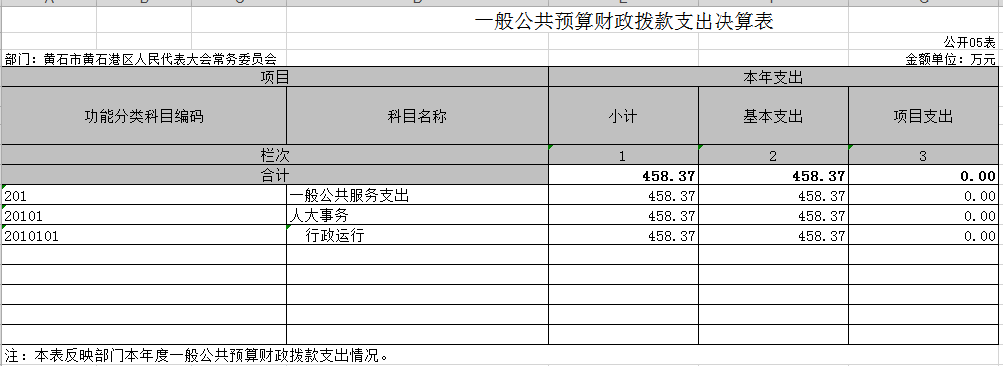 一般公共预算财政拨款支出决算表
公开05表
部门：黄石市黄石港区人民代表大会常务委员会 金额单位：万元
项目 本年支出
功能分类科目编码 科目名称 小计 基本支出 项目支出
栏次 1 2 3
合计 458.37 458.37 0.00
201 一般公共服务支出 458.37 458.37 0.00
20101 人大事务 458.37 458.37 0.00
2010101 行政运行 458.37 458.37 0.00
注：本表反映部门本年度一般公共预算财政拨款支出情况。